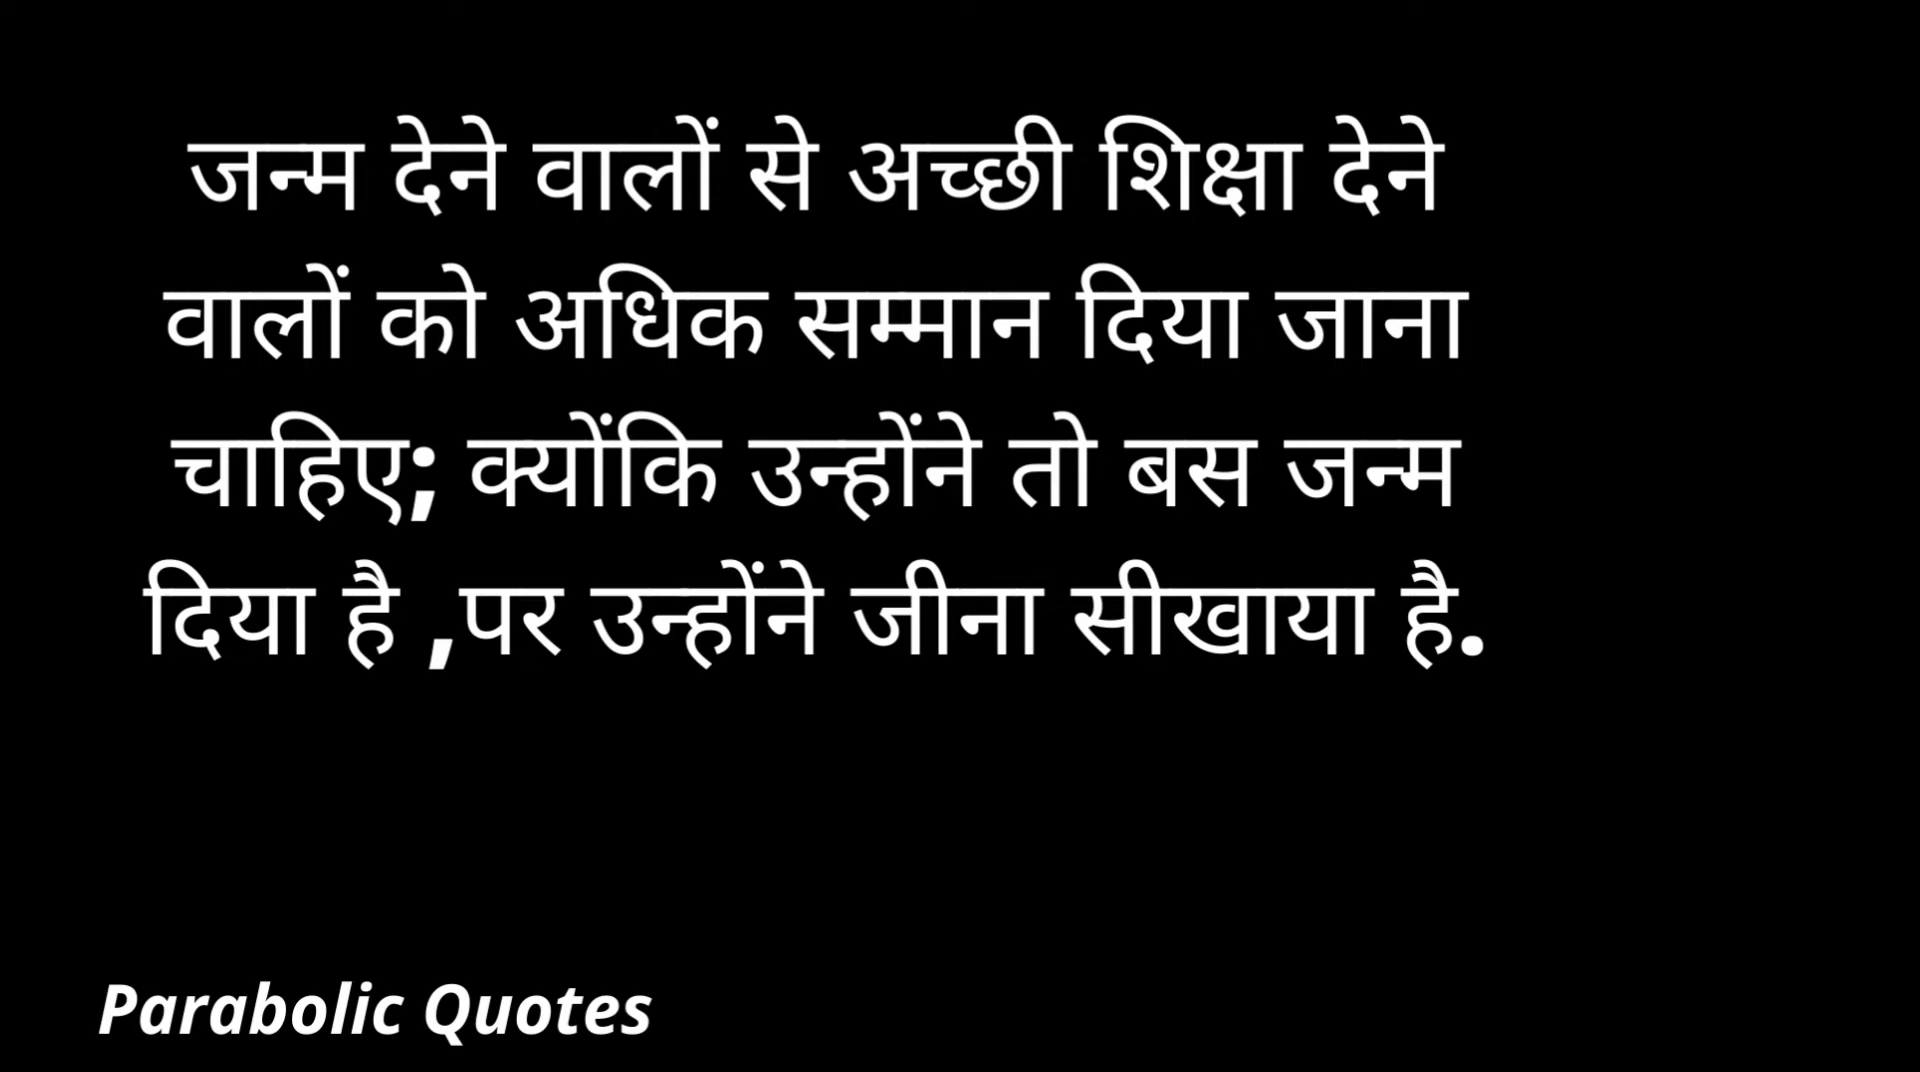 जन्म देने वालों से अच्छी शिक्षा देने
वालों को अधिक सम्मान दिया जाना
चाहिए; क्योंकि उन्होंने तो बस जन्म
दिया है ,पर उन्होंने जीना सीखाया है.
Parabolic Quotes